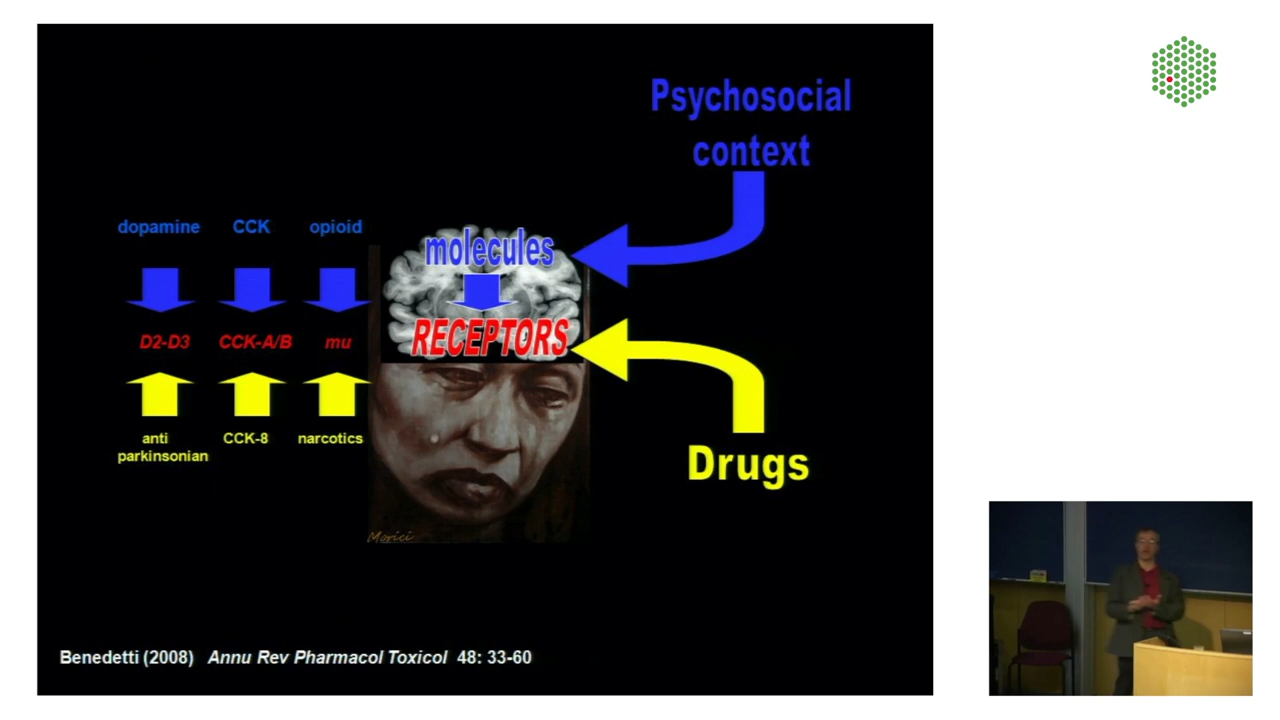 Psychosocial
context
dopamine CCK opioid
molecules
RECEPTORS
D2-D3 CCK-A/B mu
anti
parkinsonian
CCK-8 narcotics
Drugs
Morici
Benedetti (2008) Annu Rev Pharmacol Toxicol 48: 33-60